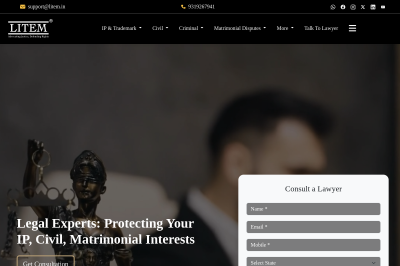 support@litem.in
9319267941
LITEM®
IP & Trademark
Civil
Criminal
Matrimonial Disputes
More
Talk To Lawyer
Legal Experts: Protecting Your
IP, Civil, Matrimonial Interests
Get Consultation
Consult a Lawyer
Name *
Email *
Mobile *
Select State